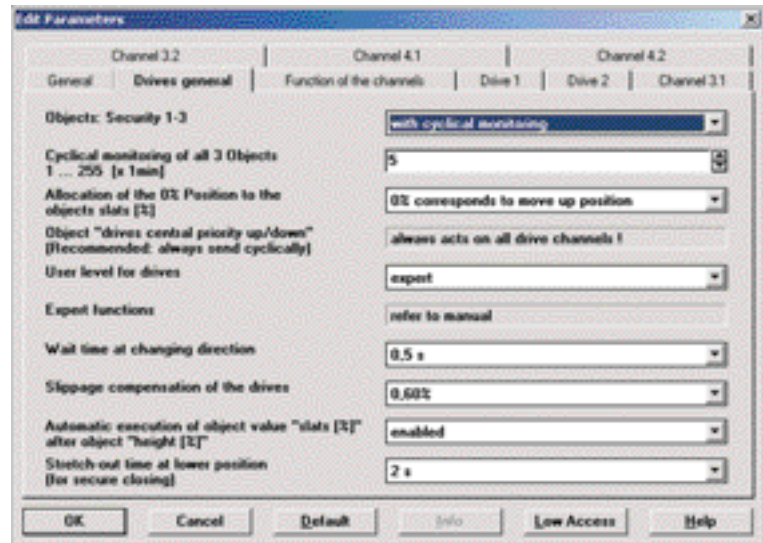 Edit Parameters
Channel 3.2 Channel 4.1 Channel 4.2
General Drives general Function of the channels Drive 1 Drive 2 Channel 3.1
Objects: Security 1-3
with cyclical monitoring
Cyclical monitoring of all 3 Objects
1 ... 255 [x 1min]
5
Allocation of the 0% Position to the
objects slats [%]
0% corresponds to move up position
Object "drives central priority up/down"
(Recommended: always send cyclically)
always acts on all drive channels !
User level for drives
expert
Expert functions
refer to manual
Wait time at changing direction
0,5 s
Slippage compensation of the drives
0,60%
Automatic execution of object value "slats [%]"
after object "height [%]"
enabled
Stretch-out time at lower position
(for secure closing)
2 s
OK Cancel Default Info Low Access Help